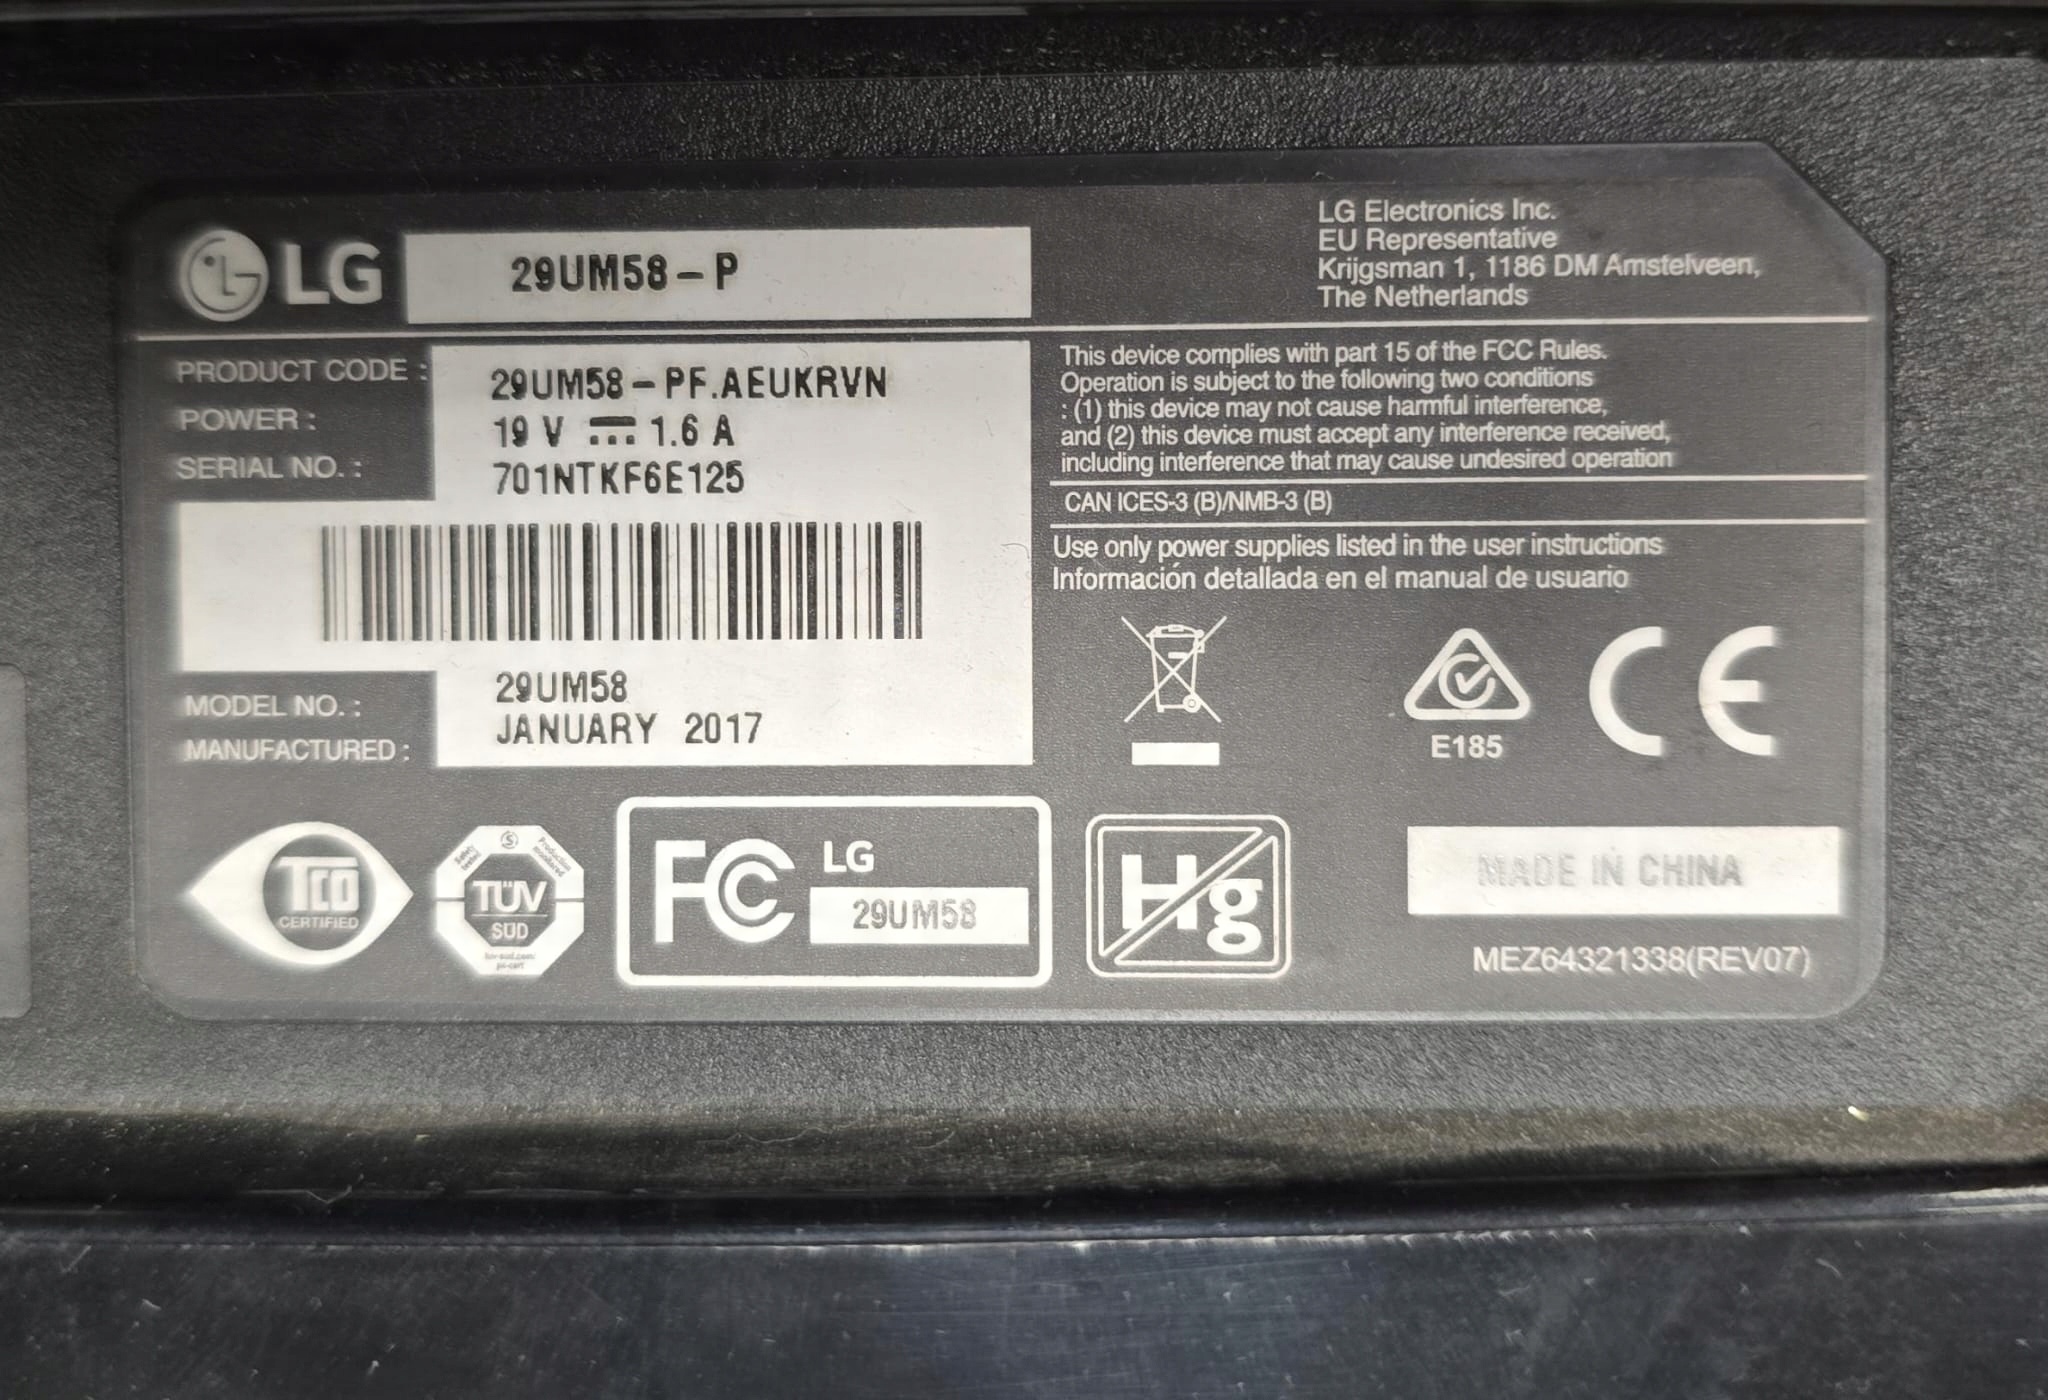 LG 29UM58-P
LG Electronics Inc.
EU Representative
Krijgsman 1, 1186 DM Amstelveen,
The Netherlands
PRODUCT CODE : 29UM58-PF.AEUKRVN
POWER : 19 V ⎓ 1.6 A
SERIAL NO. : 701NTKF6E125
MODEL NO. : 29UM58
MANUFACTURED : JANUARY 2017
This device complies with part 15 of the FCC Rules.
Operation is subject to the following two conditions
: (1) this device may not cause harmful interference,
and (2) this device must accept any interference received,
including interference that may cause undesired operation
CAN ICES-3 (B)/NMB-3 (B)
Use only power supplies listed in the user instructions
Información detallada en el manual de usuario
E185
CE
TCO
CERTIFIED
Safety tested
Production monitored
TÜV
SÜD
FC LG
29UM58
Hg
MADE IN CHINA
MEZ64321338(REV07)